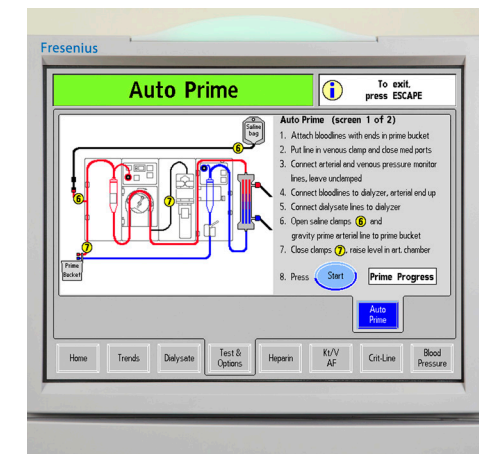 Fresenius
Auto Prime
To exit,
press ESCAPE
Auto Prime (screen 1 of 2)
1. Attach bloodlines with ends in prime bucket
2. Put line in venous clamp and close med ports
3. Connect arterial and venous pressure monitor
lines, leave unclamped
4. Connect bloodlines to dialyzer, arterial end up
5. Connect dialysate lines to dialyzer
6. Open saline clamps 6 and
gravity prime arterial line to prime bucket
7. Close clamps 7, raise level in art. chamber
8. Press Start Prime Progress
Saline
bag
6
6
7
7
Prime
Bucket
Auto
Prime
Home
Trends
Dialysate
Test &
Options
Heparin
Kt/V
AF
Crit-Line
Blood
Pressure